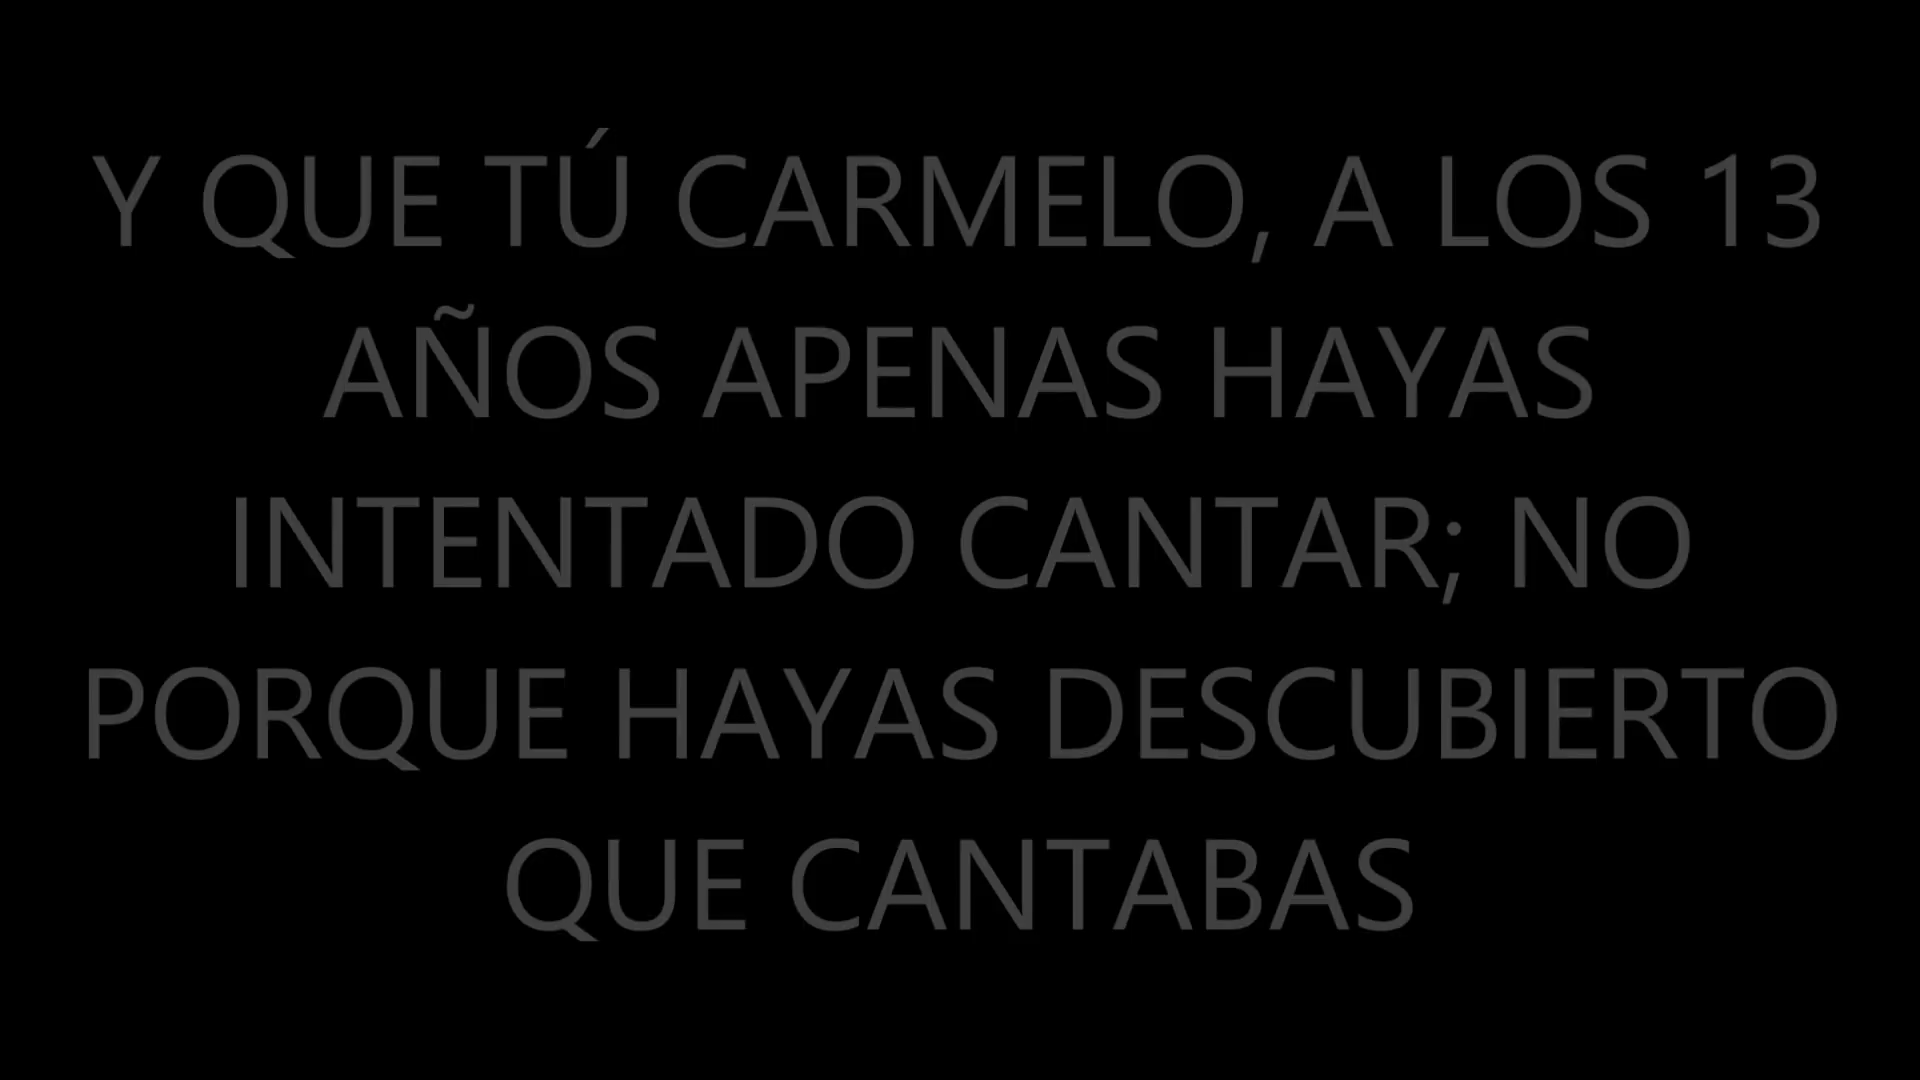 Y QUE TÚ CARMELO, A LOS 13
AÑOS APENAS HAYAS
INTENTADO CANTAR; NO
PORQUE HAYAS DESCUBIERTO
QUE CANTABAS